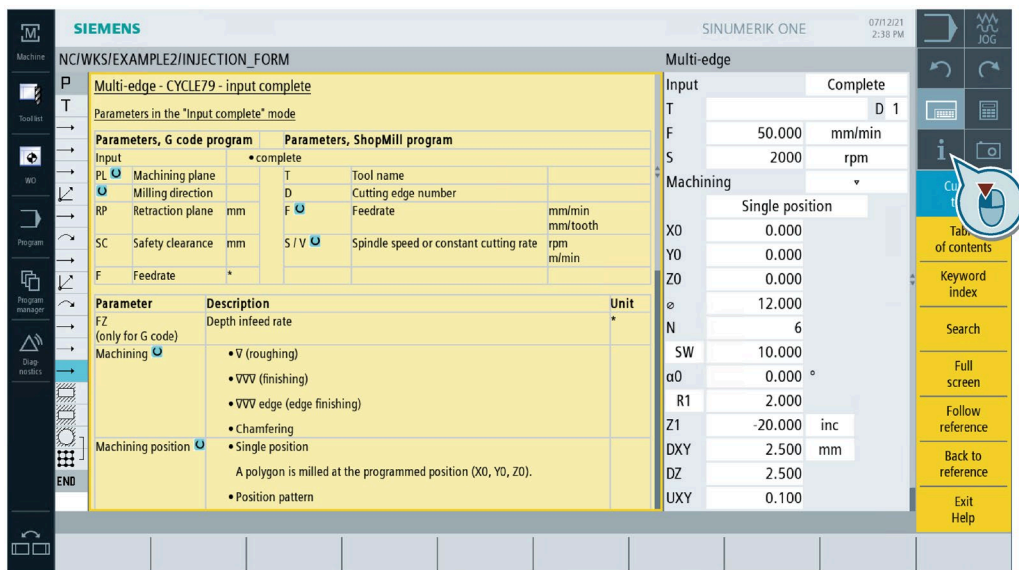 SIEMENS
SINUMERIK ONE
07/12/21
2:38 PM
M
JOG
Machine
NC/WKS/EXAMPLE2/INJECTION_FORM
Multi-edge
P
T
END
Tool list
WO
Program
Program
manager
Diag-
nostics
Multi-edge - CYCLE79 - input complete
Parameters in the "Input complete" mode
Parameters, G code program Parameters, ShopMill program
Input • complete
PL Machining plane T Tool name
Milling direction D Cutting edge number
RP Retraction plane mm F Feedrate mm/min
mm/tooth
SC Safety clearance mm S / V Spindle speed or constant cutting rate rpm
m/min
F Feedrate *
Parameter Description Unit
FZ Depth infeed rate *
(only for G code)
Machining • ∇ (roughing)
• ∇∇∇ (finishing)
• ∇∇∇ edge (edge finishing)
• Chamfering
Machining position • Single position
A polygon is milled at the programmed position (X0, Y0, Z0).
• Position pattern
Input Complete
T D 1
F 50.000 mm/min
S 2000 rpm
Machining ▿
Single position
X0 0.000
Y0 0.000
Z0 0.000
⌀ 12.000
N 6
SW 10.000
α0 0.000 °
R1 2.000
Z1 -20.000 inc
DXY 2.500 mm
DZ 2.500
UXY 0.100
i
of contents
Keyword
index
Search
Full
screen
Follow
reference
Back to
reference
Exit
Help